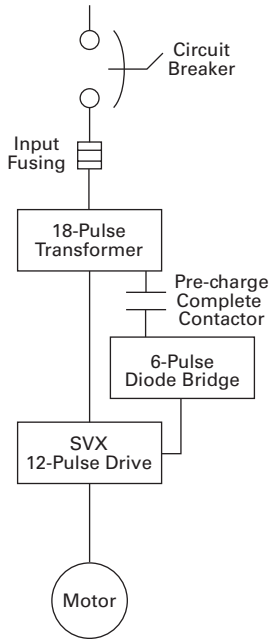 Circuit
Breaker
Input
Fusing
18-Pulse
Transformer
Pre-charge
Complete
Contactor
6-Pulse
Diode Bridge
SVX
12-Pulse Drive
Motor